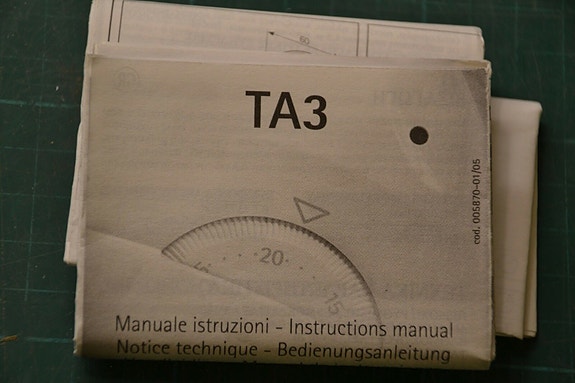 TA3
cod. 005870-01/05
20
15
Manuale istruzioni - Instructions manual
Notice technique - Bedienungsanleitung